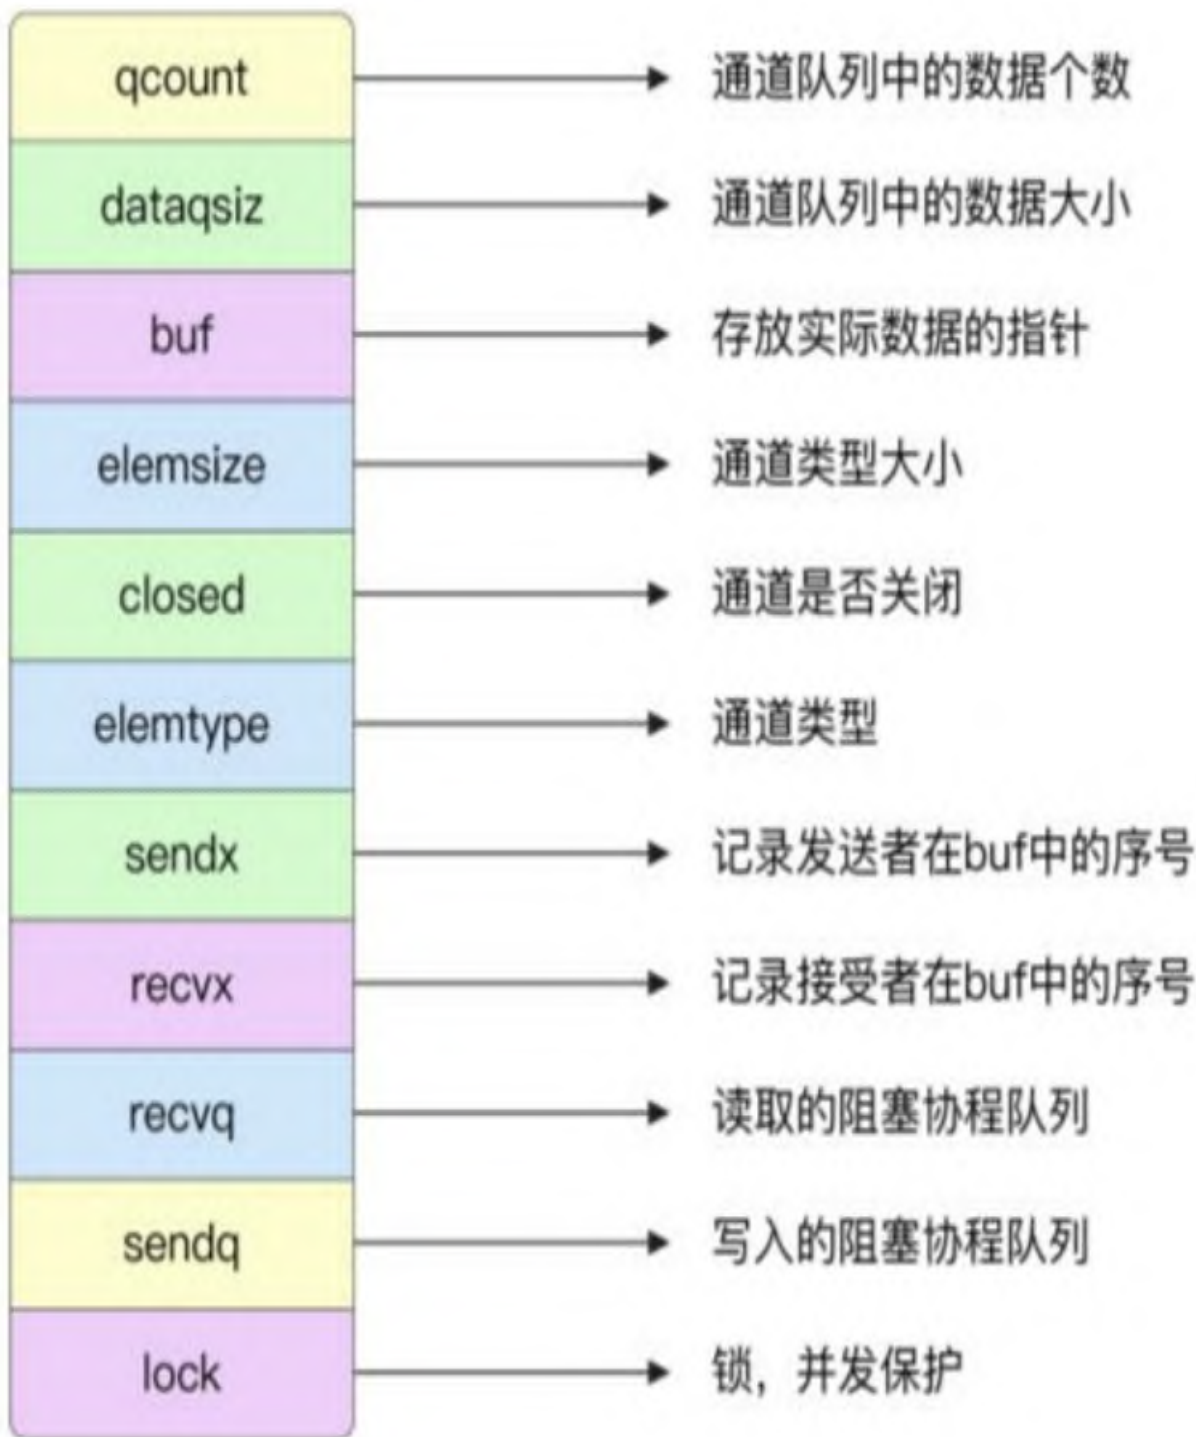 qcount 通道队列中的数据个数
dataqsiz 通道队列中的数据大小
buf 存放实际数据的指针
elemsize 通道类型大小
closed 通道是否关闭
elemtype 通道类型
sendx 记录发送者在buf中的序号
recvx 记录接受者在buf中的序号
recvq 读取的阻塞协程队列
sendq 写入的阻塞协程队列
lock 锁，并发保护